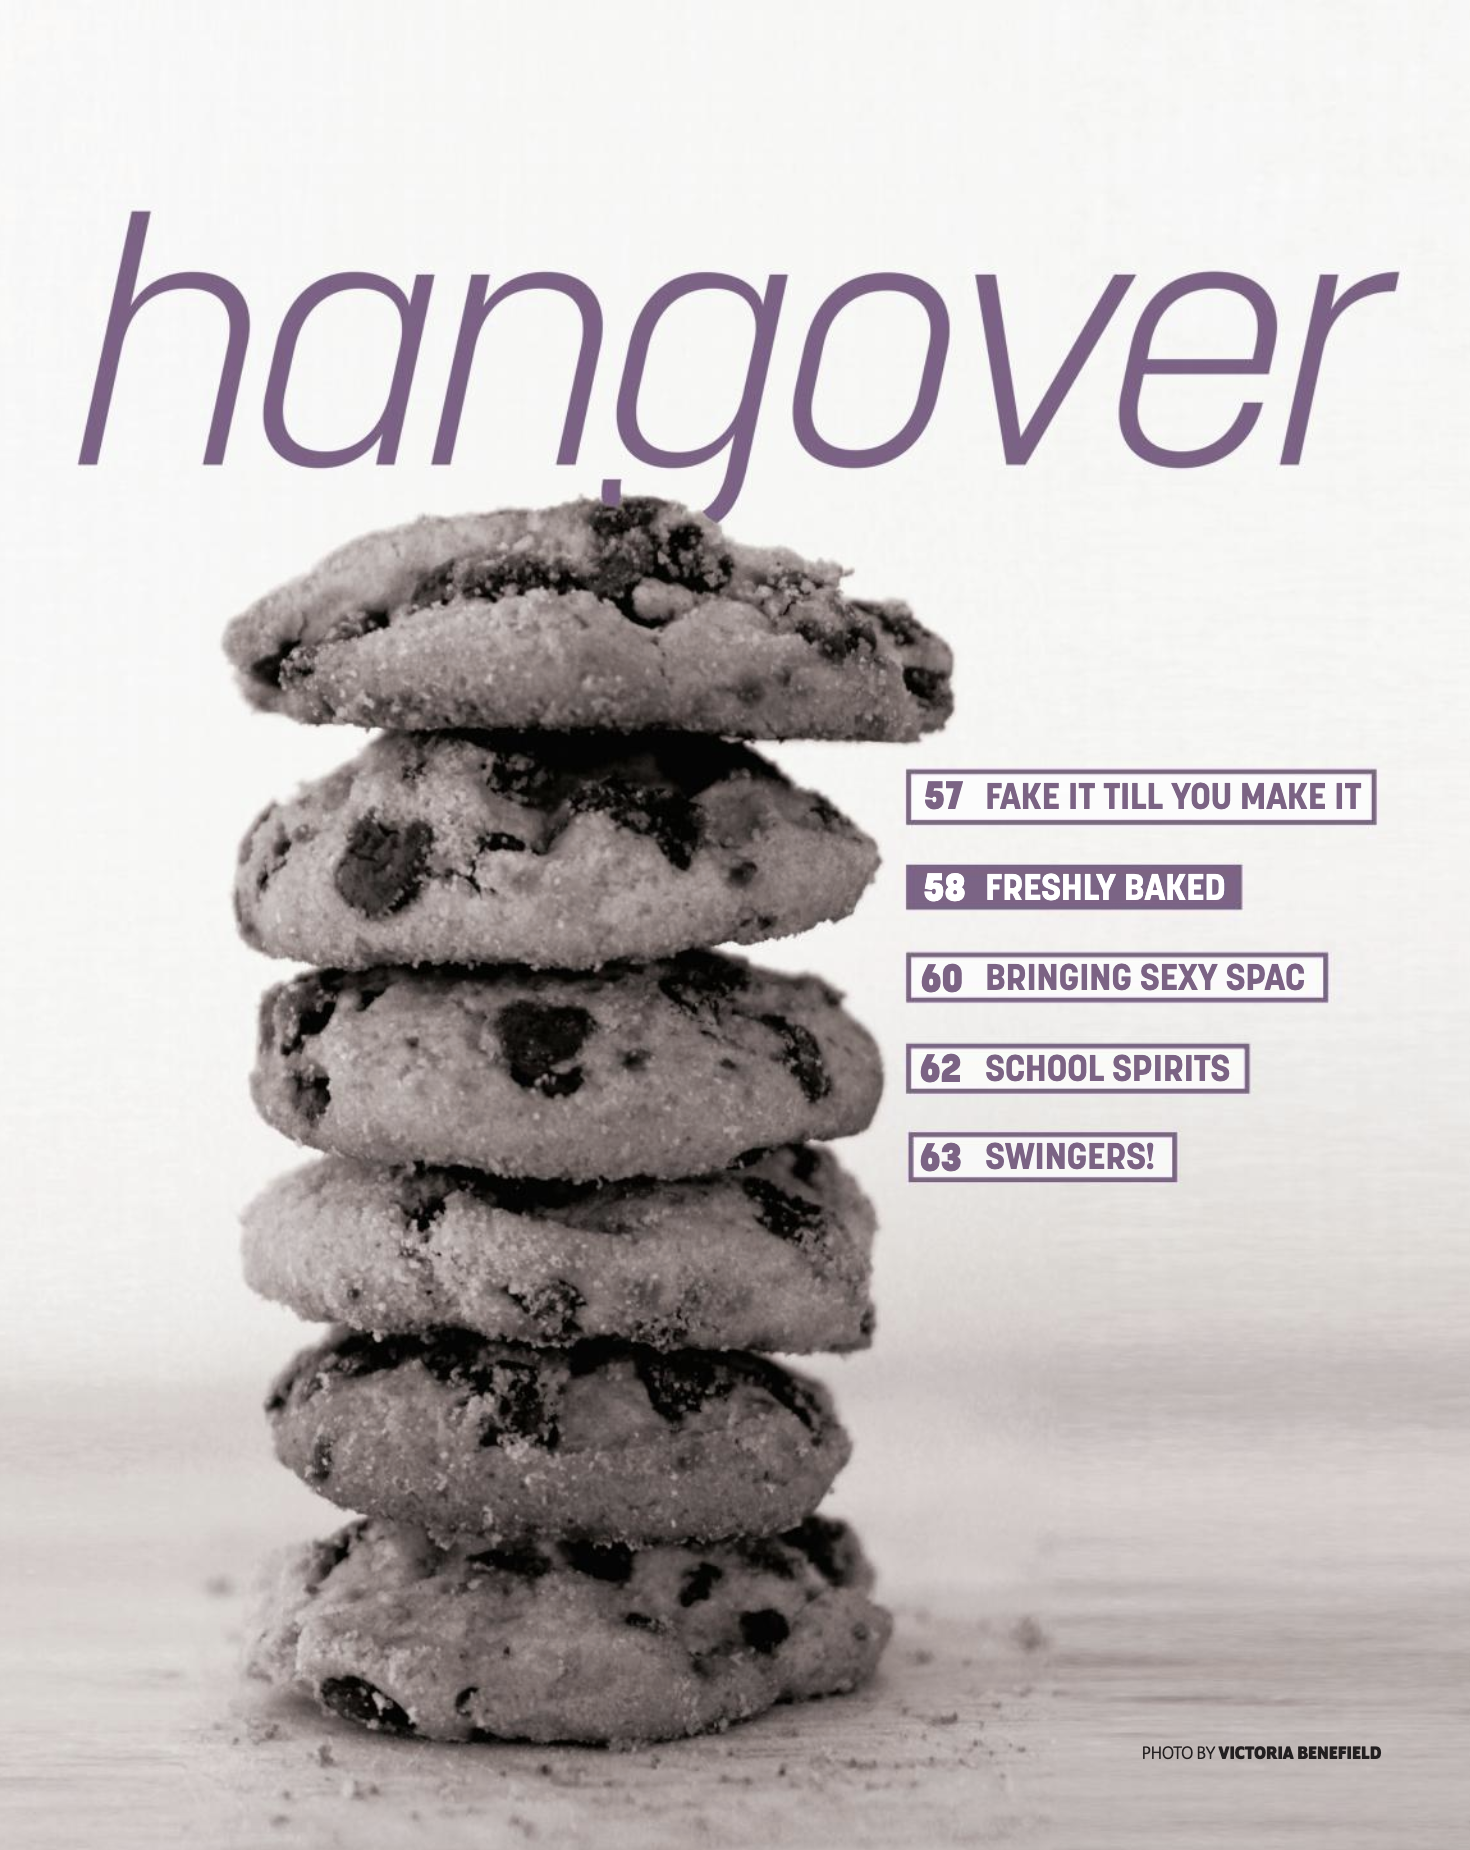 hangover
57 FAKE IT TILL YOU MAKE IT
58 FRESHLY BAKED
60 BRINGING SEXY SPAC
62 SCHOOL SPIRITS
63 SWINGERS!
PHOTO BY VICTORIA BENEFIELD